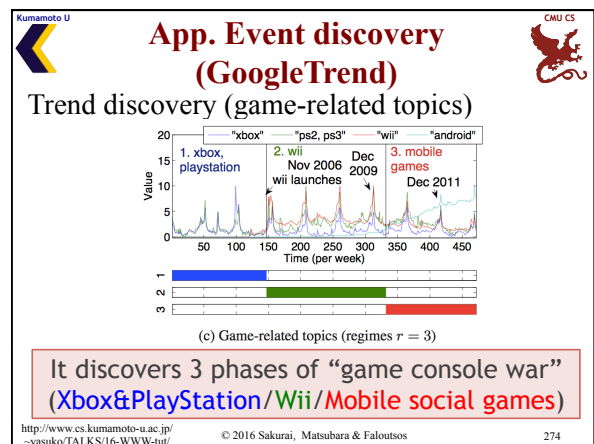 Kumamoto U
CMU CS
App. Event discovery
(GoogleTrend)
Trend discovery (game-related topics)
"xbox" "ps2, ps3" "wii" "android"
1. xbox, playstation
2. wii
Nov 2006
wii launches
Dec
2009
3. mobile
games
Dec 2011
Value
20
15
10
5
0
50 100 150 200 250 300 350 400 450
Time (per week)
1
2
3
(c) Game-related topics (regimes r = 3)
It discovers 3 phases of “game console war”
(Xbox&PlayStation/Wii/Mobile social games)
http://www.cs.kumamoto-u.ac.jp/
~yasuko/TALKS/16-WWW-tut/
© 2016 Sakurai, Matsubara & Faloutsos
274